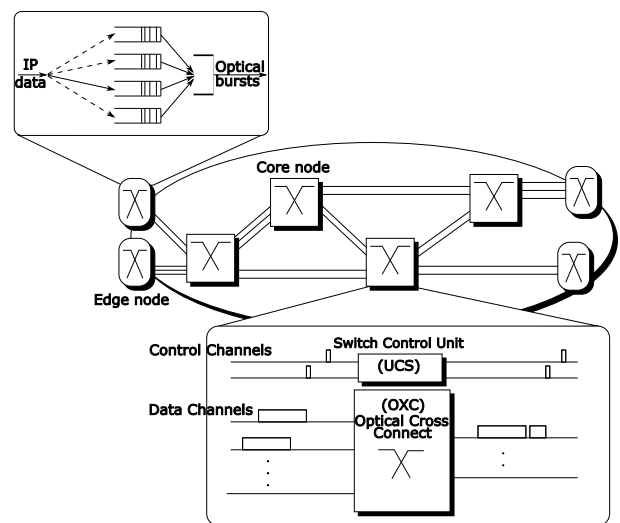 IP
data
Optical
bursts
Core node
Edge node
Switch Control Unit
Control Channels
(UCS)
Data Channels
(OXC)
Optical Cross
Connect